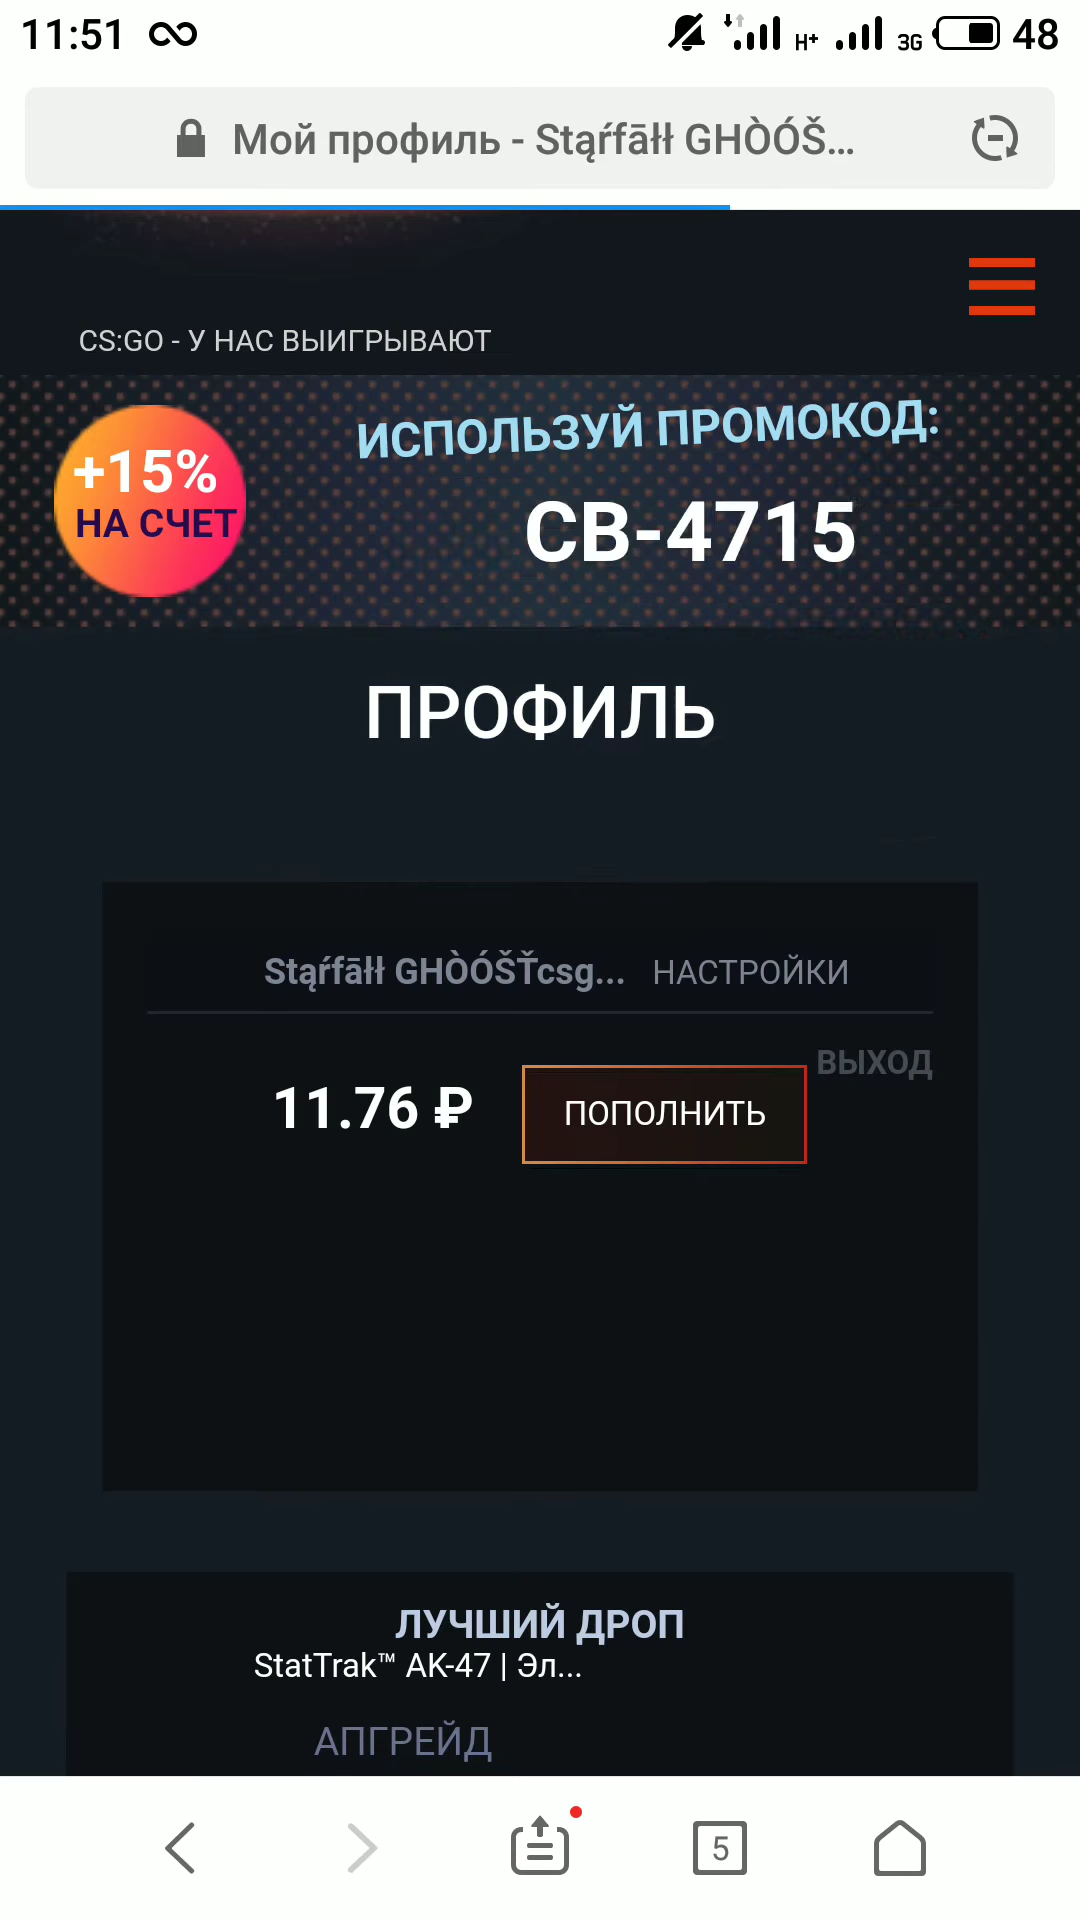 11:51
H+
3G
48
Мой профиль - Stąŕfāłł GHÒÓŠ...
CS:GO - У НАС ВЫИГРЫВАЮТ
+15%
НА СЧЕТ
ИСПОЛЬЗУЙ ПРОМОКОД:
CB-4715
ПРОФИЛЬ
Stąŕfāłł GHÒÓŠŤcsg...
НАСТРОЙКИ
ВЫХОД
11.76 ₽
ПОПОЛНИТЬ
ЛУЧШИЙ ДРОП
StatTrak™ AK-47 | Эл...
АПГРЕЙД
5